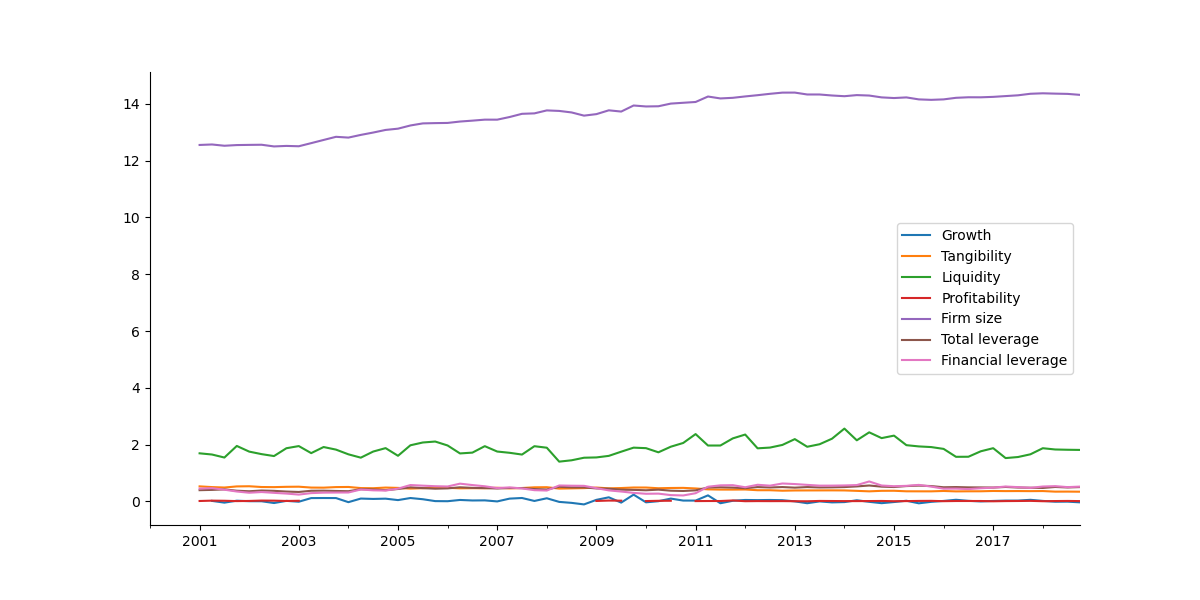 14
12
10
8
6
4
2
0
Growth
Tangibility
Liquidity
Profitability
Firm size
Total leverage
Financial leverage
2001 2003 2005 2007 2009 2011 2013 2015 2017